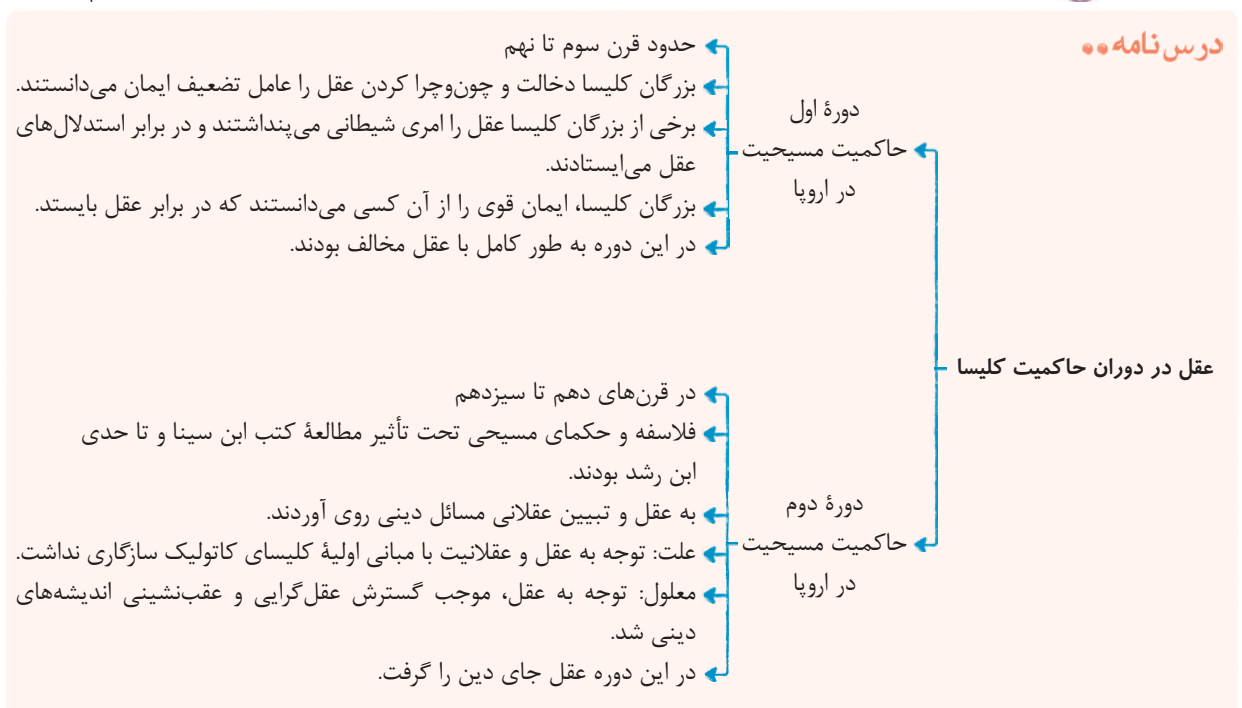 درس‌نامه
عقل در دوران حاکمیت کلیسا
دورهٔ اول
حاکمیت مسیحیت
در اروپا
حدود قرن سوم تا نهم
بزرگان کلیسا دخالت و چون‌وچرا کردن عقل را عامل تضعیف ایمان می‌دانستند.
برخی از بزرگان کلیسا عقل را امری شیطانی می‌پنداشتند و در برابر استدلال‌های
عقل می‌ایستادند.
بزرگان کلیسا، ایمان قوی را از آن کسی می‌دانستند که در برابر عقل بایستد.
در این دوره به طور کامل با عقل مخالف بودند.
دورهٔ دوم
حاکمیت مسیحیت
در اروپا
در قرن‌های دهم تا سیزدهم
فلاسفه و حکمای مسیحی تحت تأثیر مطالعهٔ کتب ابن سینا و تا حدی
ابن رشد بودند.
به عقل و تبیین عقلانی مسائل دینی روی آوردند.
علت: توجه به عقل و عقلانیت با مبانی اولیهٔ کلیسای کاتولیک سازگاری نداشت.
معلول: توجه به عقل، موجب گسترش عقل‌گرایی و عقب‌نشینی اندیشه‌های
دینی شد.
در این دوره عقل جای دین را گرفت.